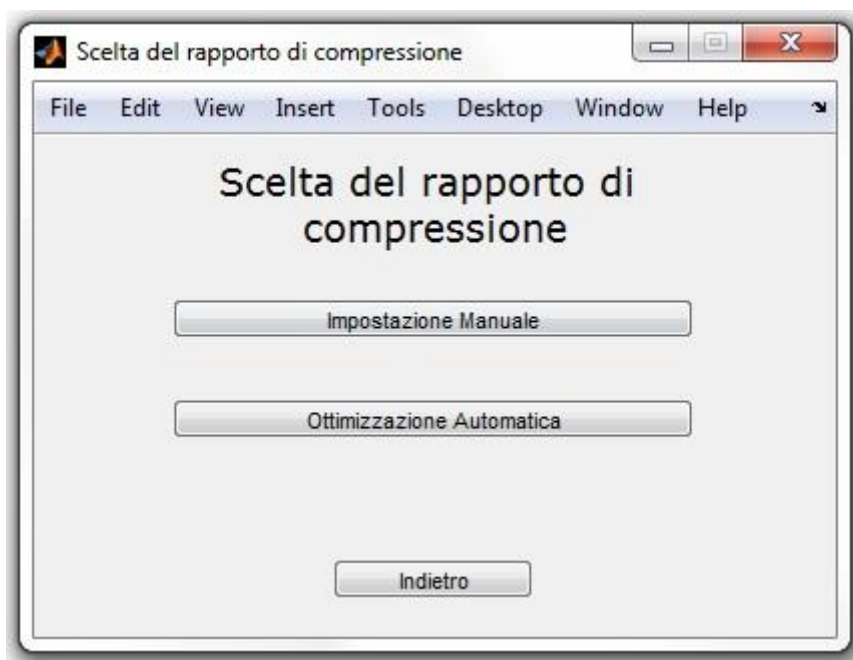 Scelta del rapporto di compressione
File Edit View Insert Tools Desktop Window Help
Scelta del rapporto di
compressione
Impostazione Manuale
Ottimizzazione Automatica
Indietro